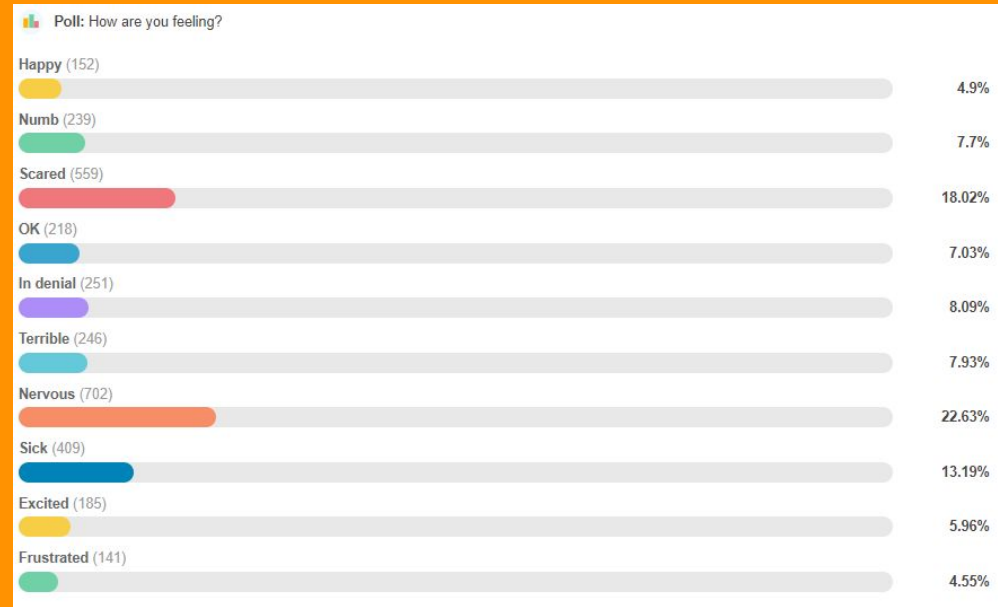 Poll: How are you feeling?
Happy (152)
4.9%
Numb (239)
7.7%
Scared (559)
18.02%
OK (218)
7.03%
In denial (251)
8.09%
Terrible (246)
7.93%
Nervous (702)
22.63%
Sick (409)
13.19%
Excited (185)
5.96%
Frustrated (141)
4.55%